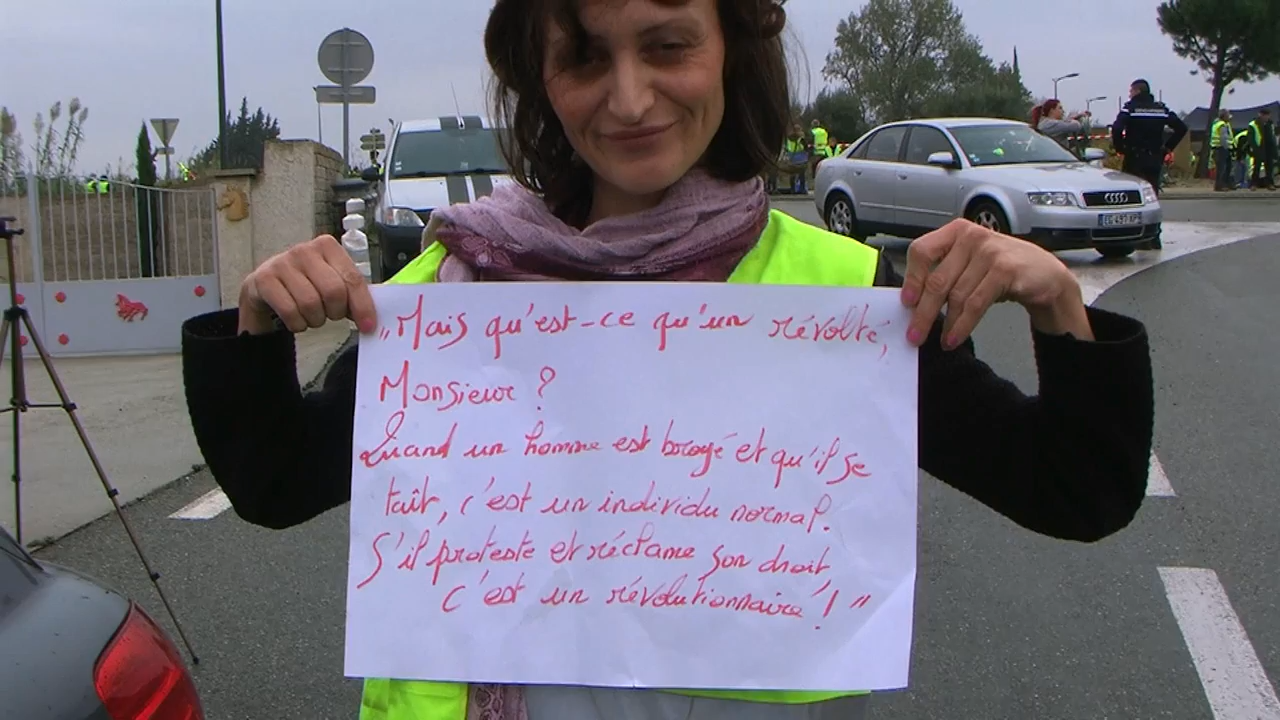 „Mais qu'est-ce qu'un révolté,
Monsieur ?
Quand un homme est broyé et qu'il se
tait, c'est un individu normal.
S'il proteste et réclame son droit,
c'est un révolutionnaire ! "
GENDARMERIE